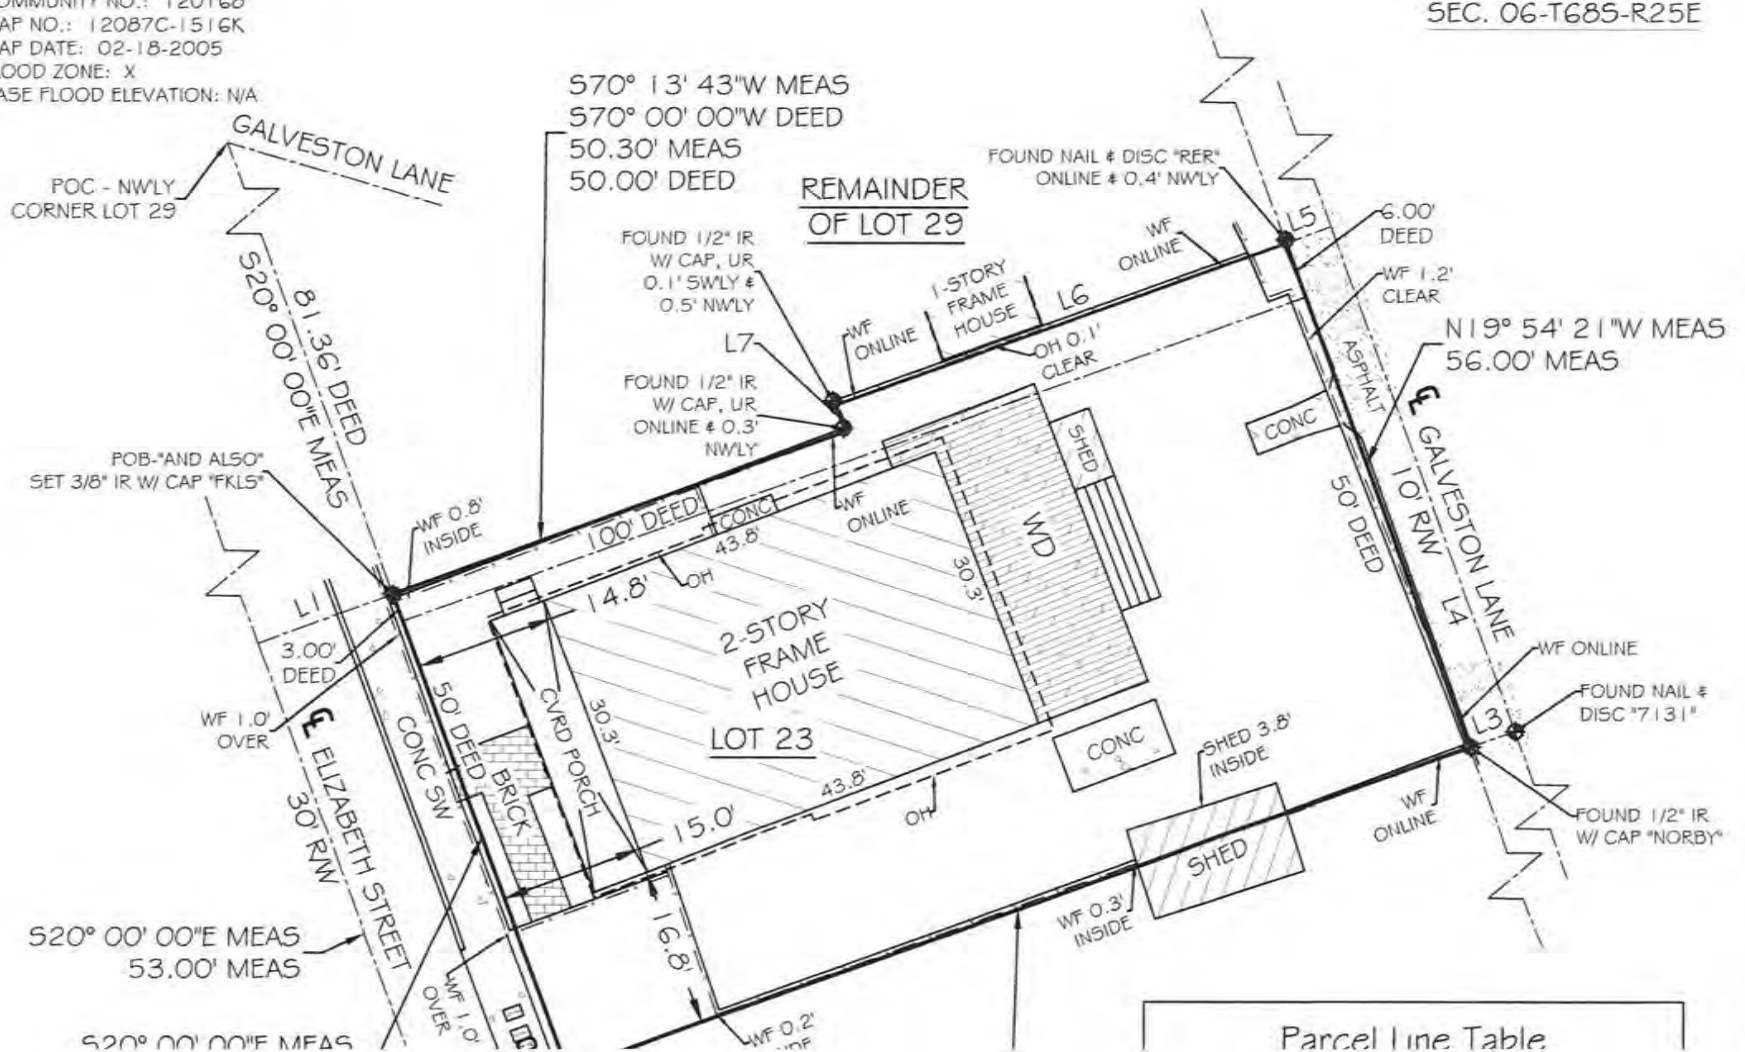 COMMUNITY NO.: 120168
MAP NO.: 12087C-1516K
MAP DATE: 02-18-2005
FLOOD ZONE: X
BASE FLOOD ELEVATION: N/A
SEC. 06-T68S-R25E
GALVESTON LANE
POC - NW'LY
CORNER LOT 29
S70° 13' 43"W MEAS
S70° 00' 00"W DEED
50.30' MEAS
50.00' DEED
REMAINDER
OF LOT 29
FOUND NAIL & DISC "RER"
ONLINE & 0.4' NW'LY
L5
6.00'
DEED
WF 1.2'
CLEAR
N19° 54' 21"W MEAS
56.00' MEAS
FOUND 1/2" IR
W/ CAP, UR
0.1' SW'LY &
0.5' NW'LY
WF
ONLINE
1-STORY
FRAME
HOUSE
L6
WF
ONLINE
OH 0.1'
CLEAR
L7
FOUND 1/2" IR
W/ CAP, UR
ONLINE & 0.3'
NW'LY
81.36' DEED
S20° 00' 00"E MEAS
POB-"AND ALSO"
SET 3/8" IR W/ CAP "FKLS"
WF 0.8'
INSIDE
100' DEED
CONC
43.8'
WF
ONLINE
SHED
WD
CONC
ASPHALT
℄ GALVESTON LANE
10' R/W
50' DEED
L4
L1
3.00'
DEED
WF 1.0'
OVER
14.8'
OH
30.3'
2-STORY
FRAME
HOUSE
LOT 23
30.3'
CVRD PORCH
50' DEED
BRICK
CONC SW
℄ ELIZABETH STREET
30' R/W
15.0'
43.8'
OH
CONC
SHED 3.8'
INSIDE
SHED
WF
ONLINE
L3
WF ONLINE
FOUND NAIL &
DISC "7131"
FOUND 1/2" IR
W/ CAP "NORBY"
S20° 00' 00"E MEAS
53.00' MEAS
WF 1.0'
OVER
16.8'
WF 0.3'
INSIDE
WF 0.2'
S20° 00' 00"E MEAS
Parcel Line Table